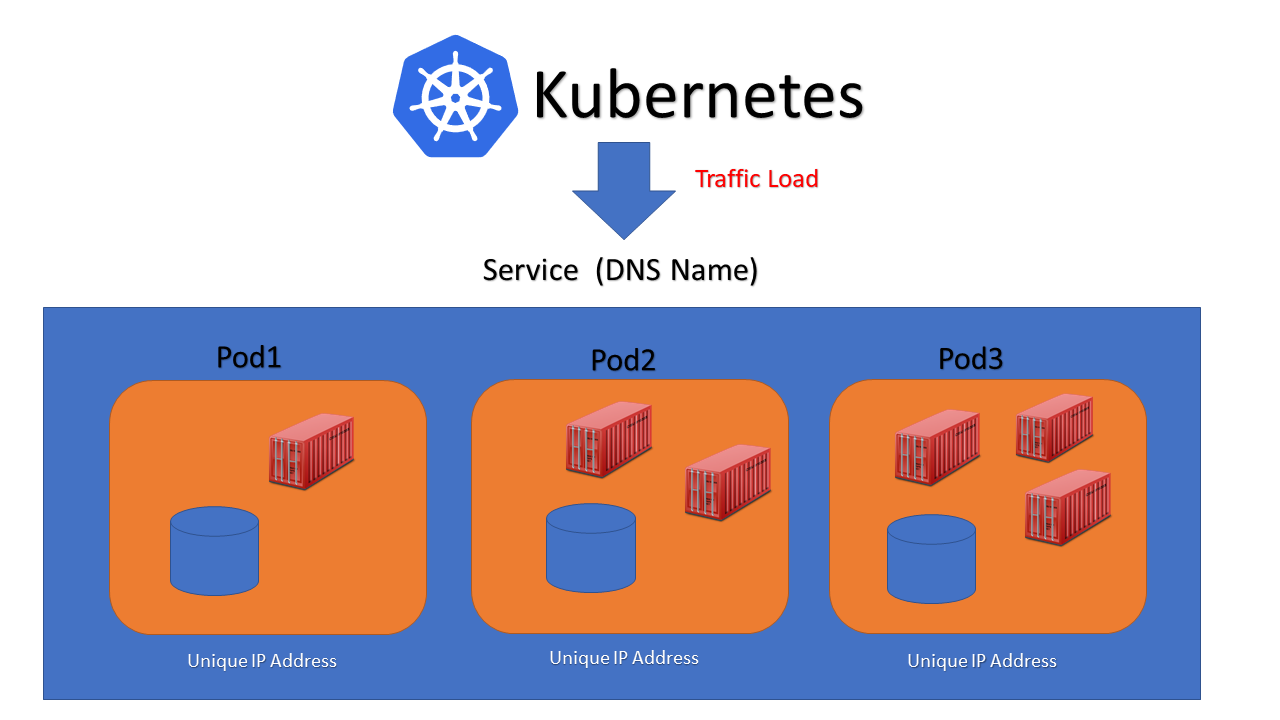 Kubernetes
Traffic Load
Service (DNS Name)
Pod1
Pod2
Pod3
Unique IP Address
Unique IP Address
Unique IP Address